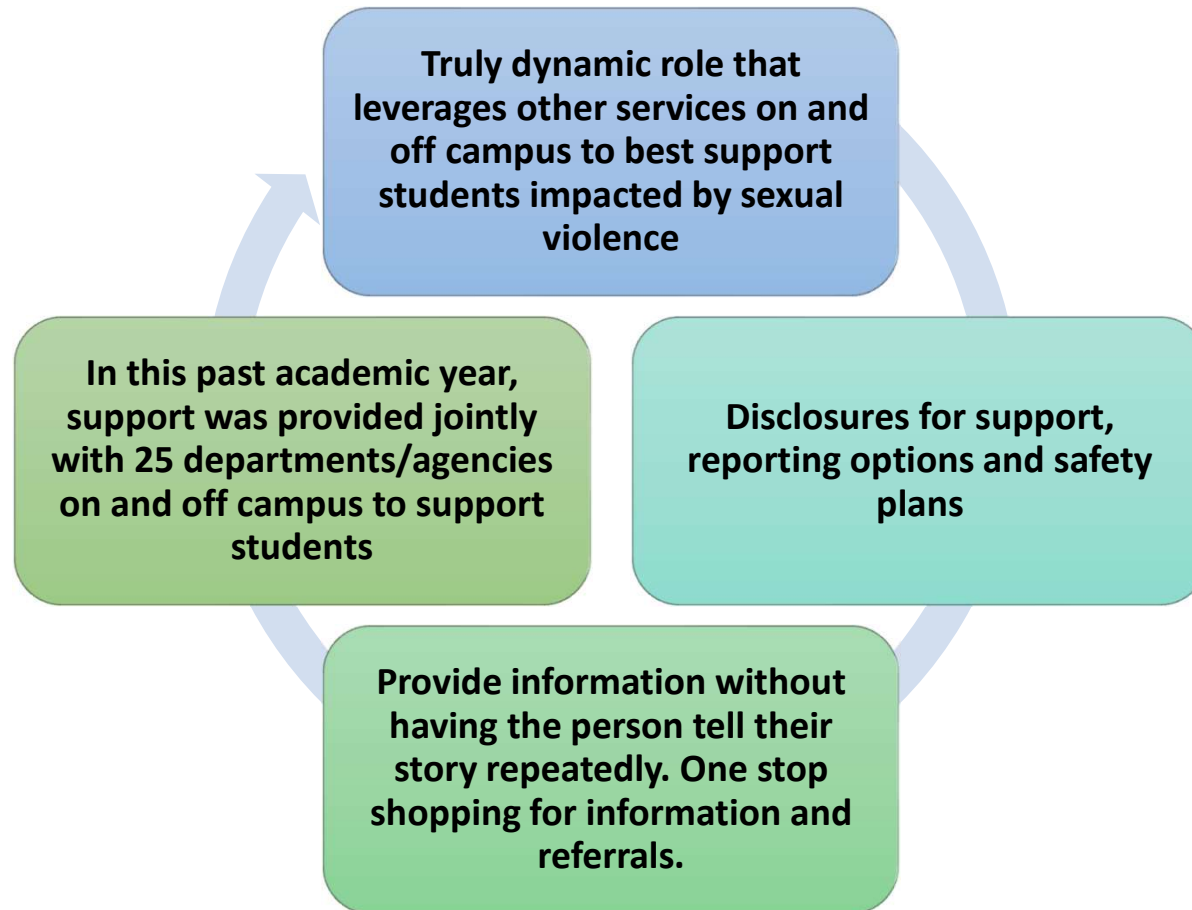 Truly dynamic role that
leverages other services on and
off campus to best support
students impacted by sexual
violence
Disclosures for support,
reporting options and safety
plans
Provide information without
having the person tell their
story repeatedly. One stop
shopping for information and
referrals.
In this past academic year,
support was provided jointly
with 25 departments/agencies
on and off campus to support
students